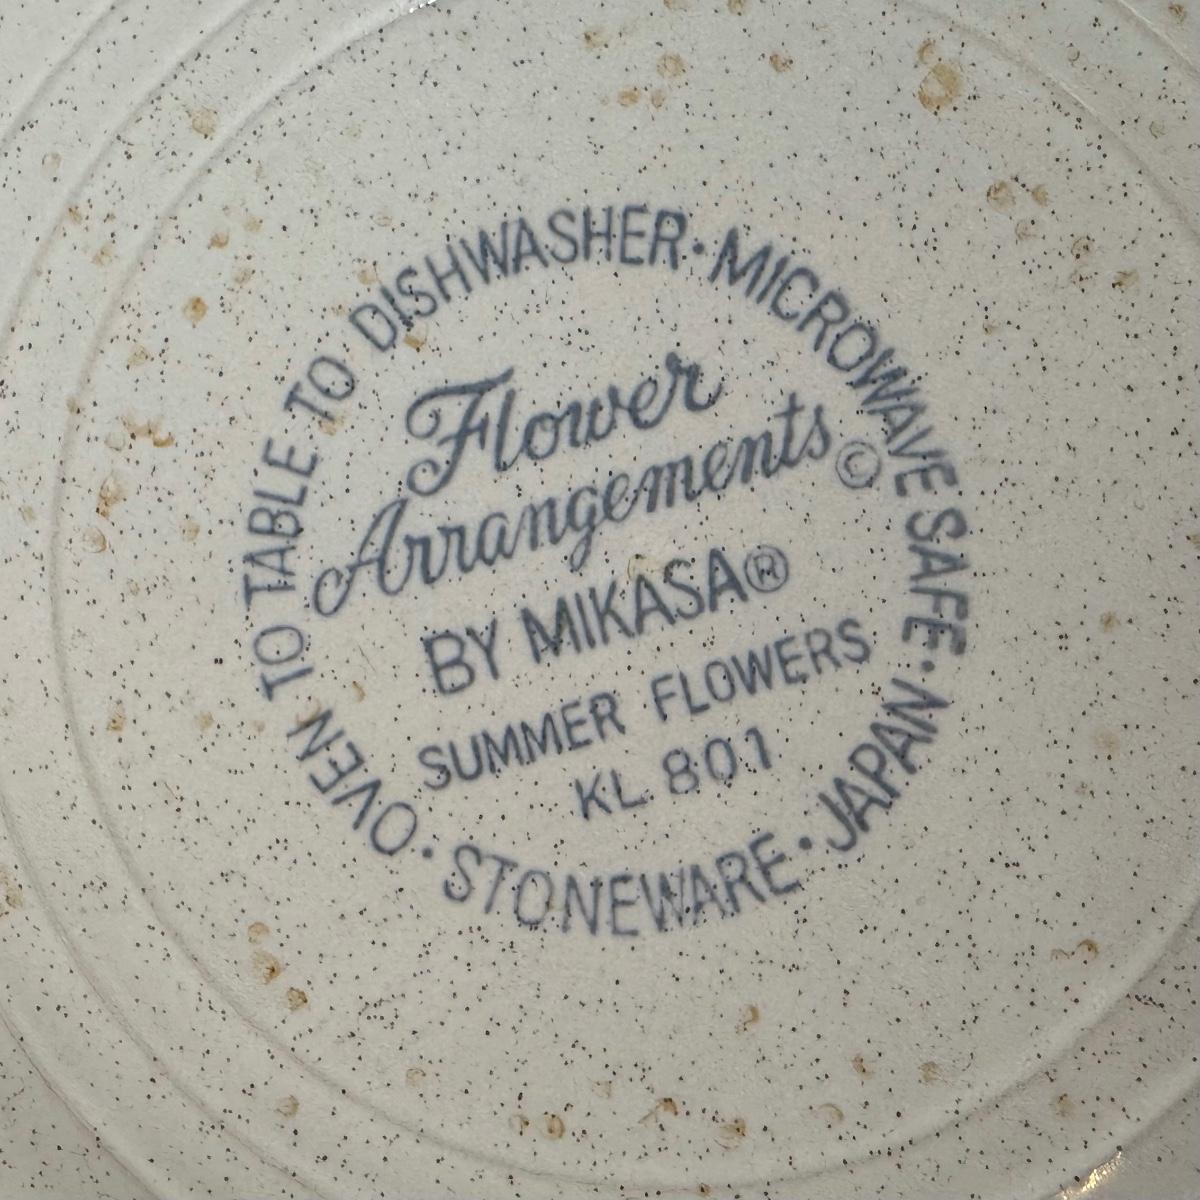 Flower
Arrangements©
BY MIKASA®
SUMMER FLOWERS
KL 801
OVEN TO TABLE TO DISHWASHER · MICROWAVE SAFE · JAPAN · STONEWARE ·